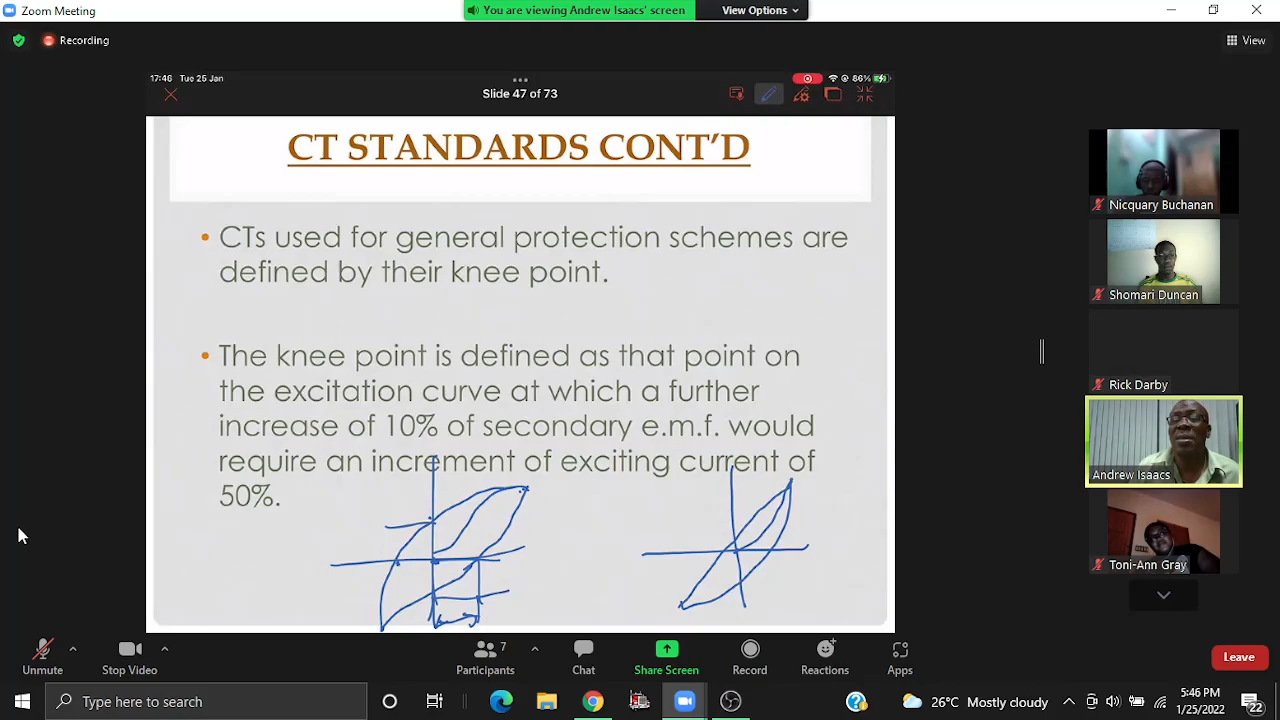 Zoom Meeting
You are viewing Andrew Isaacs' screen
View Options
Recording
View
17:46 Tue 25 Jan
86%
Slide 47 of 73
CT STANDARDS CONT’D
• CTs used for general protection schemes are
defined by their knee point.
• The knee point is defined as that point on
the excitation curve at which a further
increase of 10% of secondary e.m.f. would
require an increment of exciting current of
50%.
Nicquary Buchanan
Shomari Duncan
Rick Darby
Andrew Isaacs
Toni-Ann Gray
Unmute
Stop Video
7
Participants
Chat
Share Screen
Record
Reactions
Apps
Leave
Type here to search
26°C Mostly cloudy
5:46 PM
1/25/2022
22